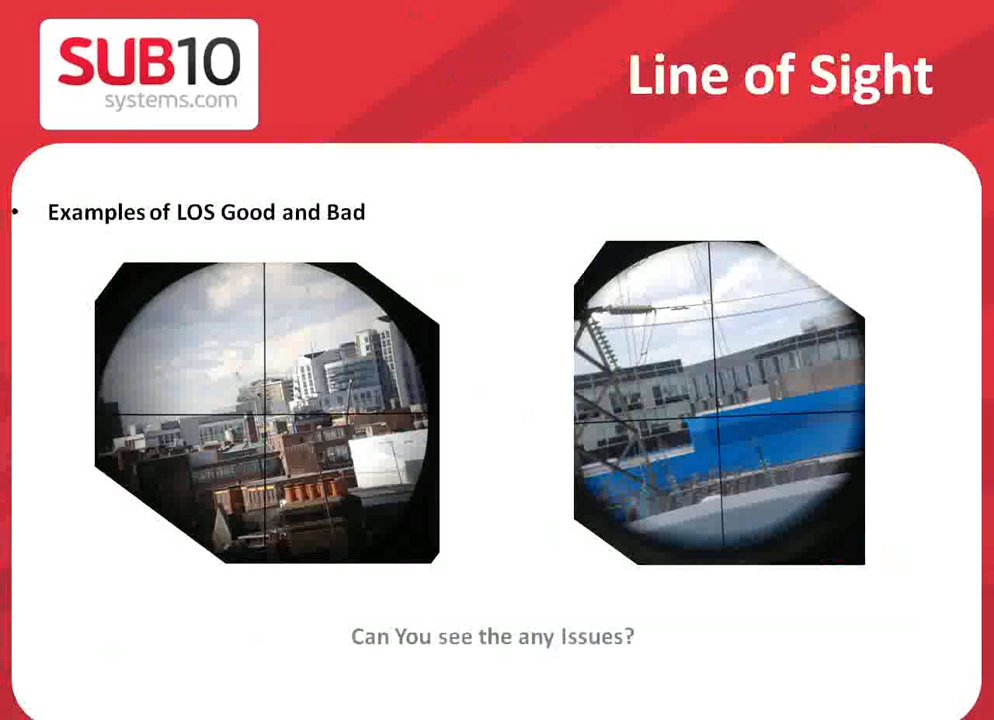 SUB10
systems.com
Line of Sight
• Examples of LOS Good and Bad
Can You see the any Issues?